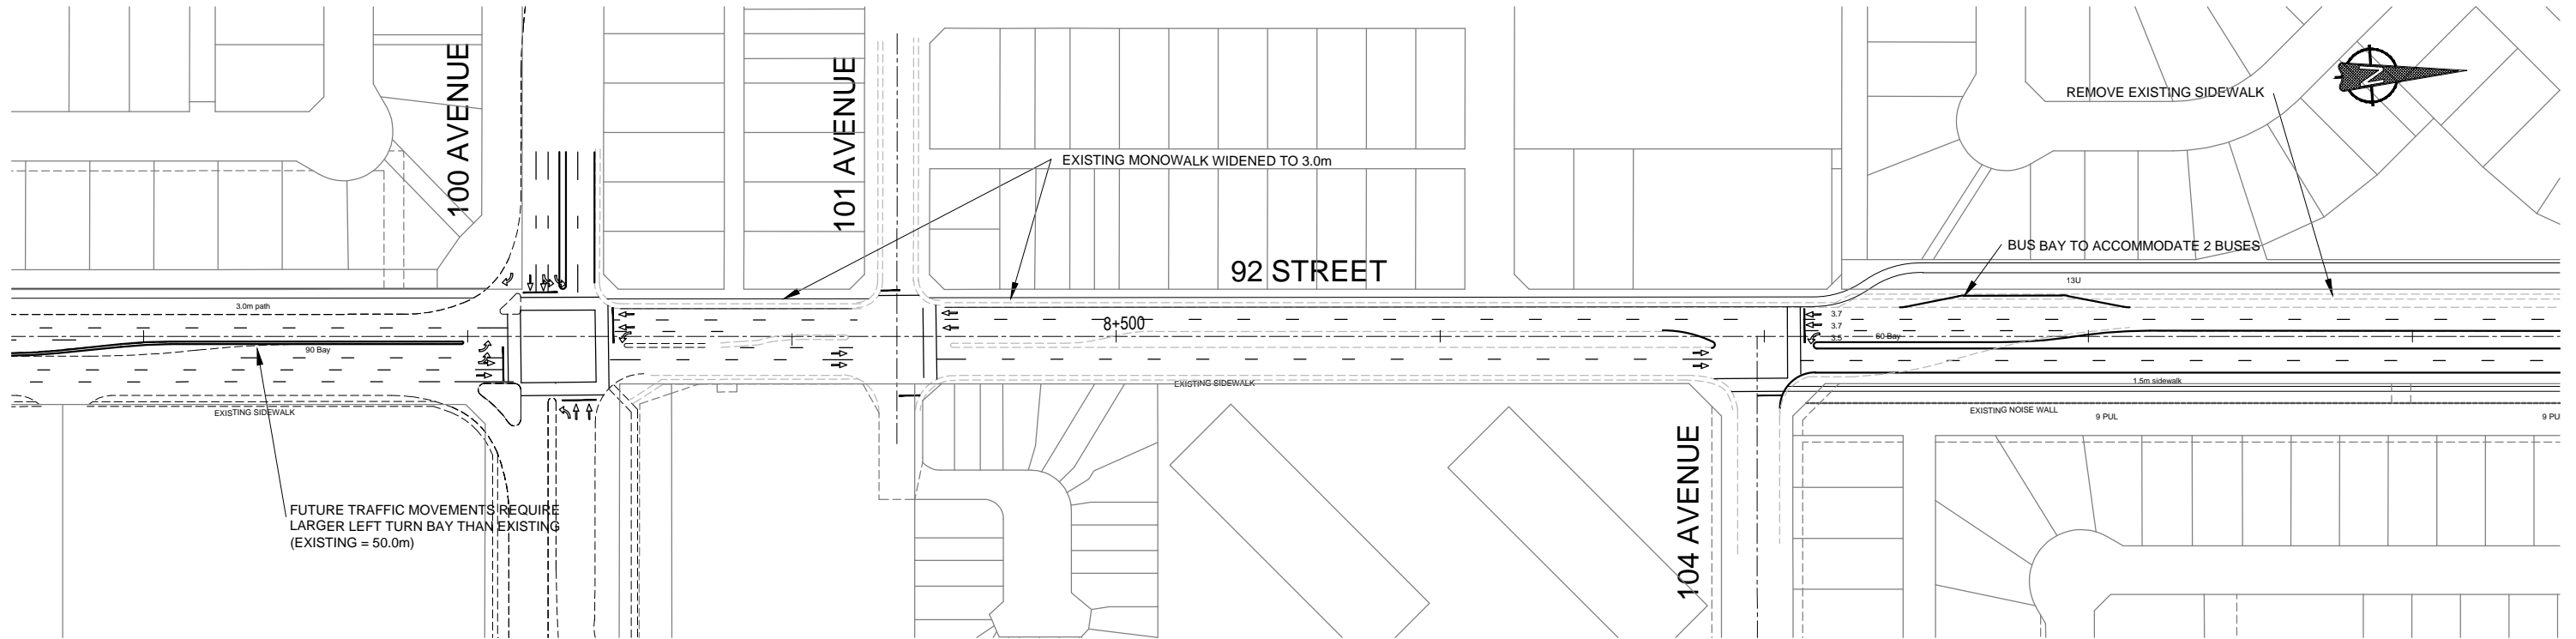 100 AVENUE
101 AVENUE
REMOVE EXISTING SIDEWALK
N
EXISTING MONOWALK WIDENED TO 3.0m
92 STREET
BUS BAY TO ACCOMMODATE 2 BUSES
13U
3.0m path
8+500
3.7
3.7
3.5
50 Bay
90 Bay
EXISTING SIDEWALK
1.5m sidewalk
EXISTING SIDEWALK
EXISTING NOISE WALL
9 PUL
9 PU
104 AVENUE
FUTURE TRAFFIC MOVEMENTS REQUIRE
LARGER LEFT TURN BAY THAN EXISTING
(EXISTING = 50.0m)